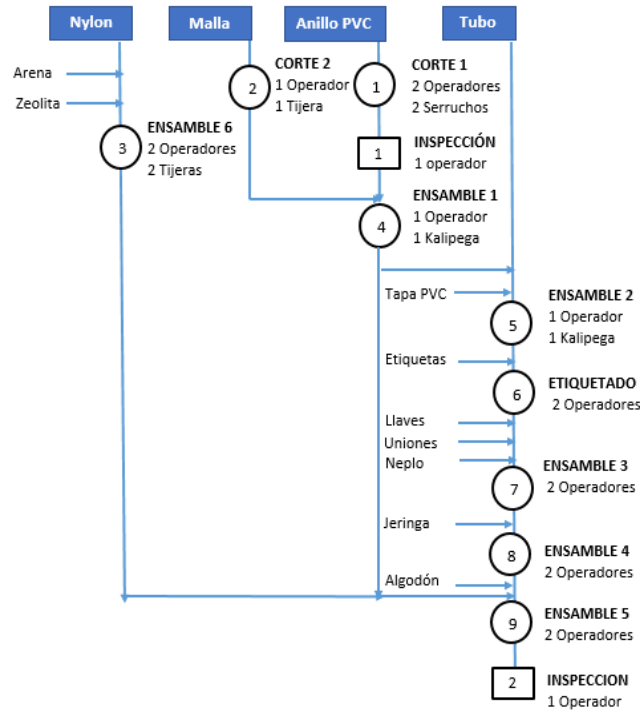 Nylon
Malla
Anillo PVC
Tubo
Arena
Zeolita
3
ENSAMBLE 6
2 Operadores
2 Tijeras
2
CORTE 2
1 Operador
1 Tijera
1
CORTE 1
2 Operadores
2 Serruchos
1
INSPECCIÓN
1 operador
4
ENSAMBLE 1
1 Operador
1 Kalipega
Tapa PVC
5
ENSAMBLE 2
1 Operador
1 Kalipega
Etiquetas
6
ETIQUETADO
2 Operadores
Llaves
Uniones
Neplo
7
ENSAMBLE 3
2 Operadores
Jeringa
8
ENSAMBLE 4
2 Operadores
Algodón
9
ENSAMBLE 5
2 Operadores
2
INSPECCION
1 Operador